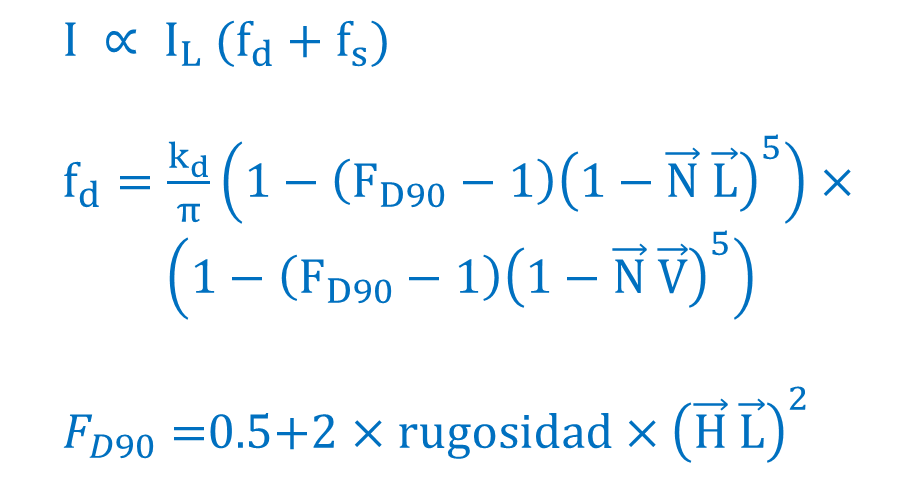 I ∝ I_L (f_d + f_s)
f_d = k_d/π (1 − (F_D90 − 1)(1 − N⃗ L⃗)^5) ×
(1 − (F_D90 − 1)(1 − N⃗ V⃗)^5)
F_D90 =0.5+2 × rugosidad × (H⃗ L⃗)^2